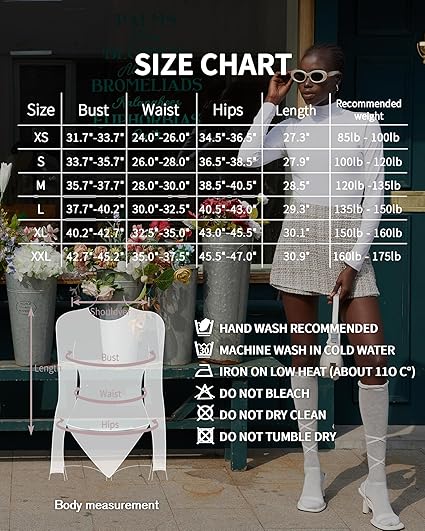 PALMS
BROMELIADS
SIZE CHART
Size Bust Waist Hips Length Recommended weight
XS 31.7"-33.7" 24.0"-26.0" 34.5"-36.5" 27.3" 85lb - 100lb
S 33.7"-35.7" 26.0"-28.0" 36.5"-38.5" 27.9" 100lb - 120lb
M 35.7"-37.7" 28.0"-30.0" 38.5"-40.5" 28.5" 120lb -135lb
L 37.7"-40.2" 30.0"-32.5" 40.5"-43.0" 29.3" 135lb - 150lb
XL 40.2"-42.7" 32.5"-35.0" 43.0"-45.5" 30.1" 150lb - 160lb
XXL 42.7"-45.2" 35.0"-37.5" 45.5"-47.0" 30.9" 160lb - 175lb
Shoulder
Length
Bust
Waist
Hips
Body measurement
HAND WASH RECOMMENDED
MACHINE WASH IN COLD WATER
IRON ON LOW HEAT (ABOUT 110 C°)
DO NOT BLEACH
DO NOT DRY CLEAN
DO NOT TUMBLE DRY